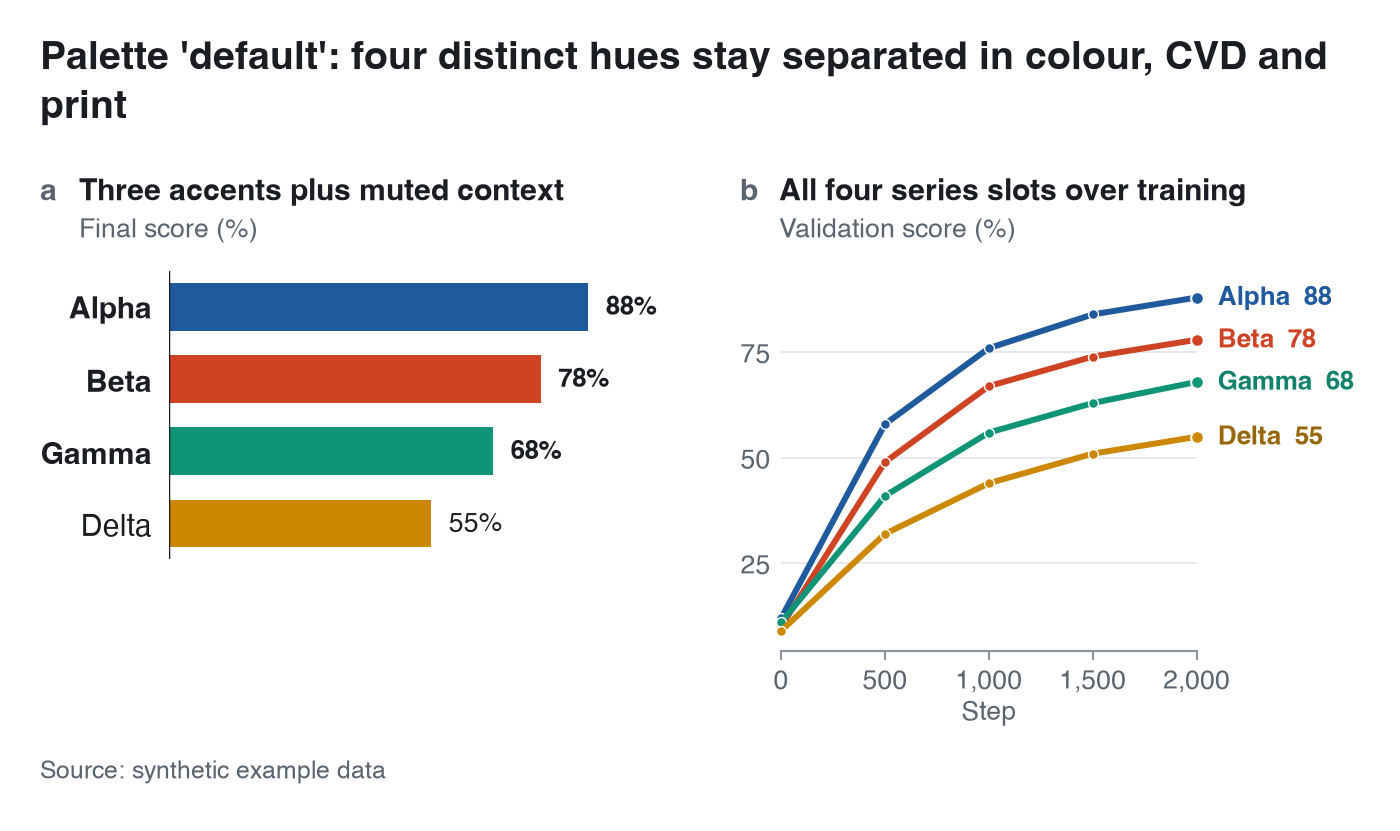 Palette 'default': four distinct hues stay separated in colour, CVD and
print
a Three accents plus muted context
Final score (%)
Alpha 88%
Beta 78%
Gamma 68%
Delta 55%
b All four series slots over training
Validation score (%)
75
50
25
Alpha 88
Beta 78
Gamma 68
Delta 55
0 500 1,000 1,500 2,000
Step
Source: synthetic example data